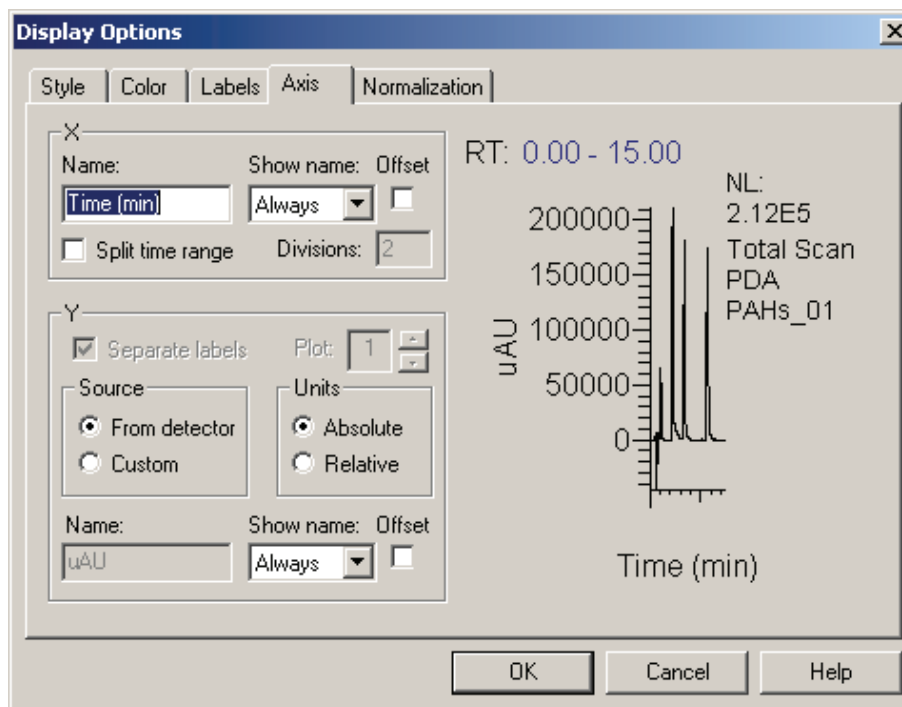 Display Options
Style Color Labels Axis Normalization
X
Name: Show name: Offset
Time (min) Always
Split time range Divisions: 2
Y
Separate labels Plot: 1
Source Units
From detector Absolute
Custom Relative
Name: Show name: Offset
uAU Always
RT: 0.00 - 15.00
NL:
2.12E5
Total Scan
PDA
PAHs_01
200000
150000
100000
50000
0
uAU
Time (min)
OK Cancel Help